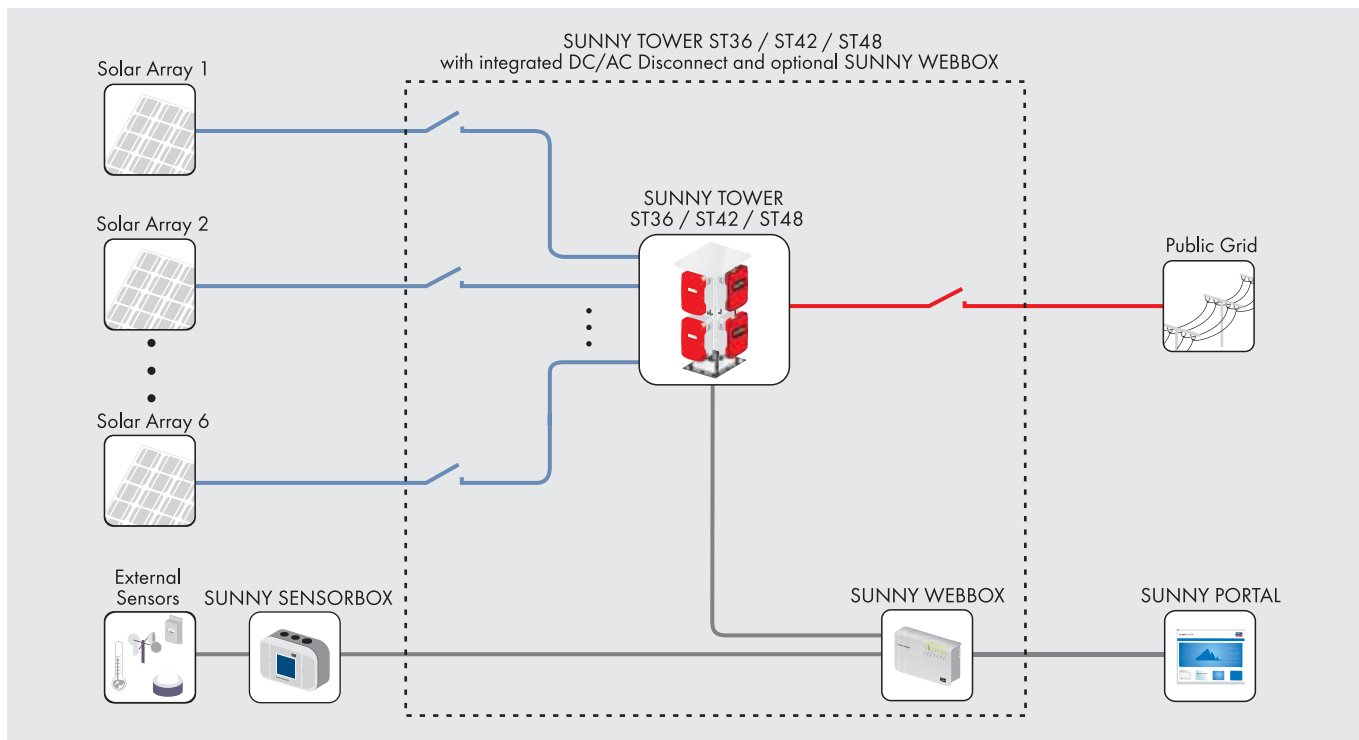 SUNNY TOWER ST36 / ST42 / ST48
with integrated DC/AC Disconnect and optional SUNNY WEBBOX
Solar Array 1
SUNNY TOWER
ST36 / ST42 / ST48
Solar Array 2
Public Grid
Solar Array 6
External
Sensors
SUNNY SENSORBOX
SUNNY WEBBOX
SUNNY PORTAL